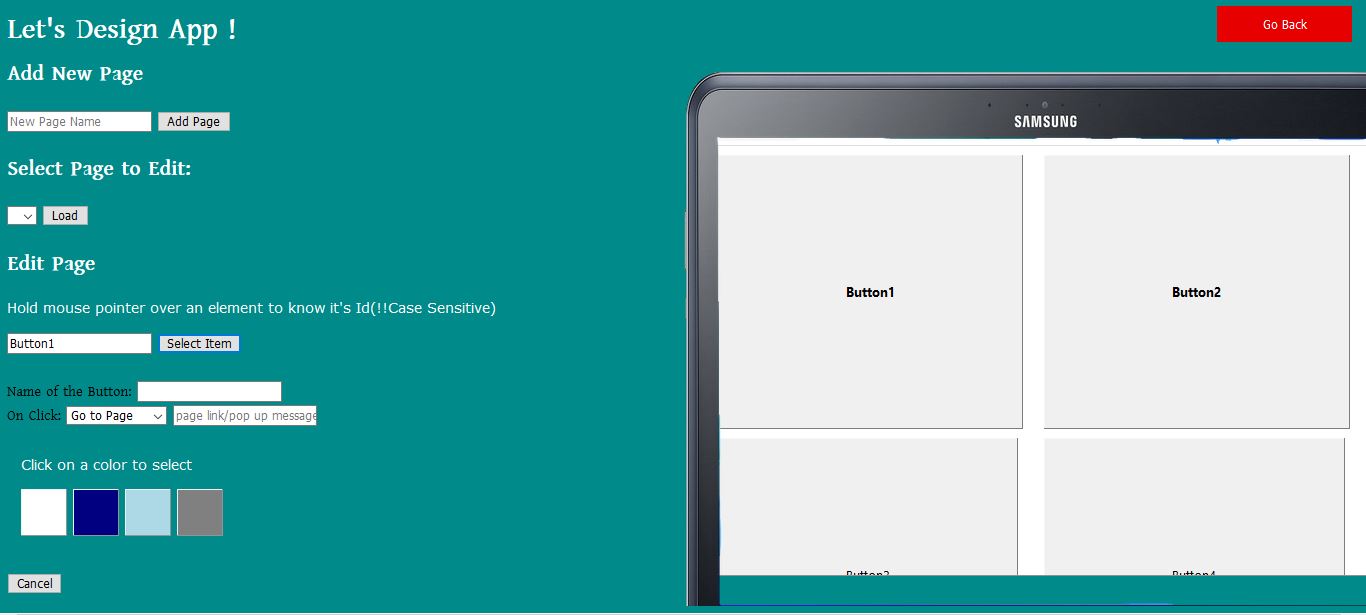 Let's Design App !
Go Back
Add New Page
New Page Name
Add Page
Select Page to Edit:
Load
Edit Page
Hold mouse pointer over an element to know it's Id(!!Case Sensitive)
Button1
Select Item
Name of the Button:
On Click:
Go to Page
page link/pop up message
Click on a color to select
Cancel
SAMSUNG
Button1
Button2
Button3
Button4